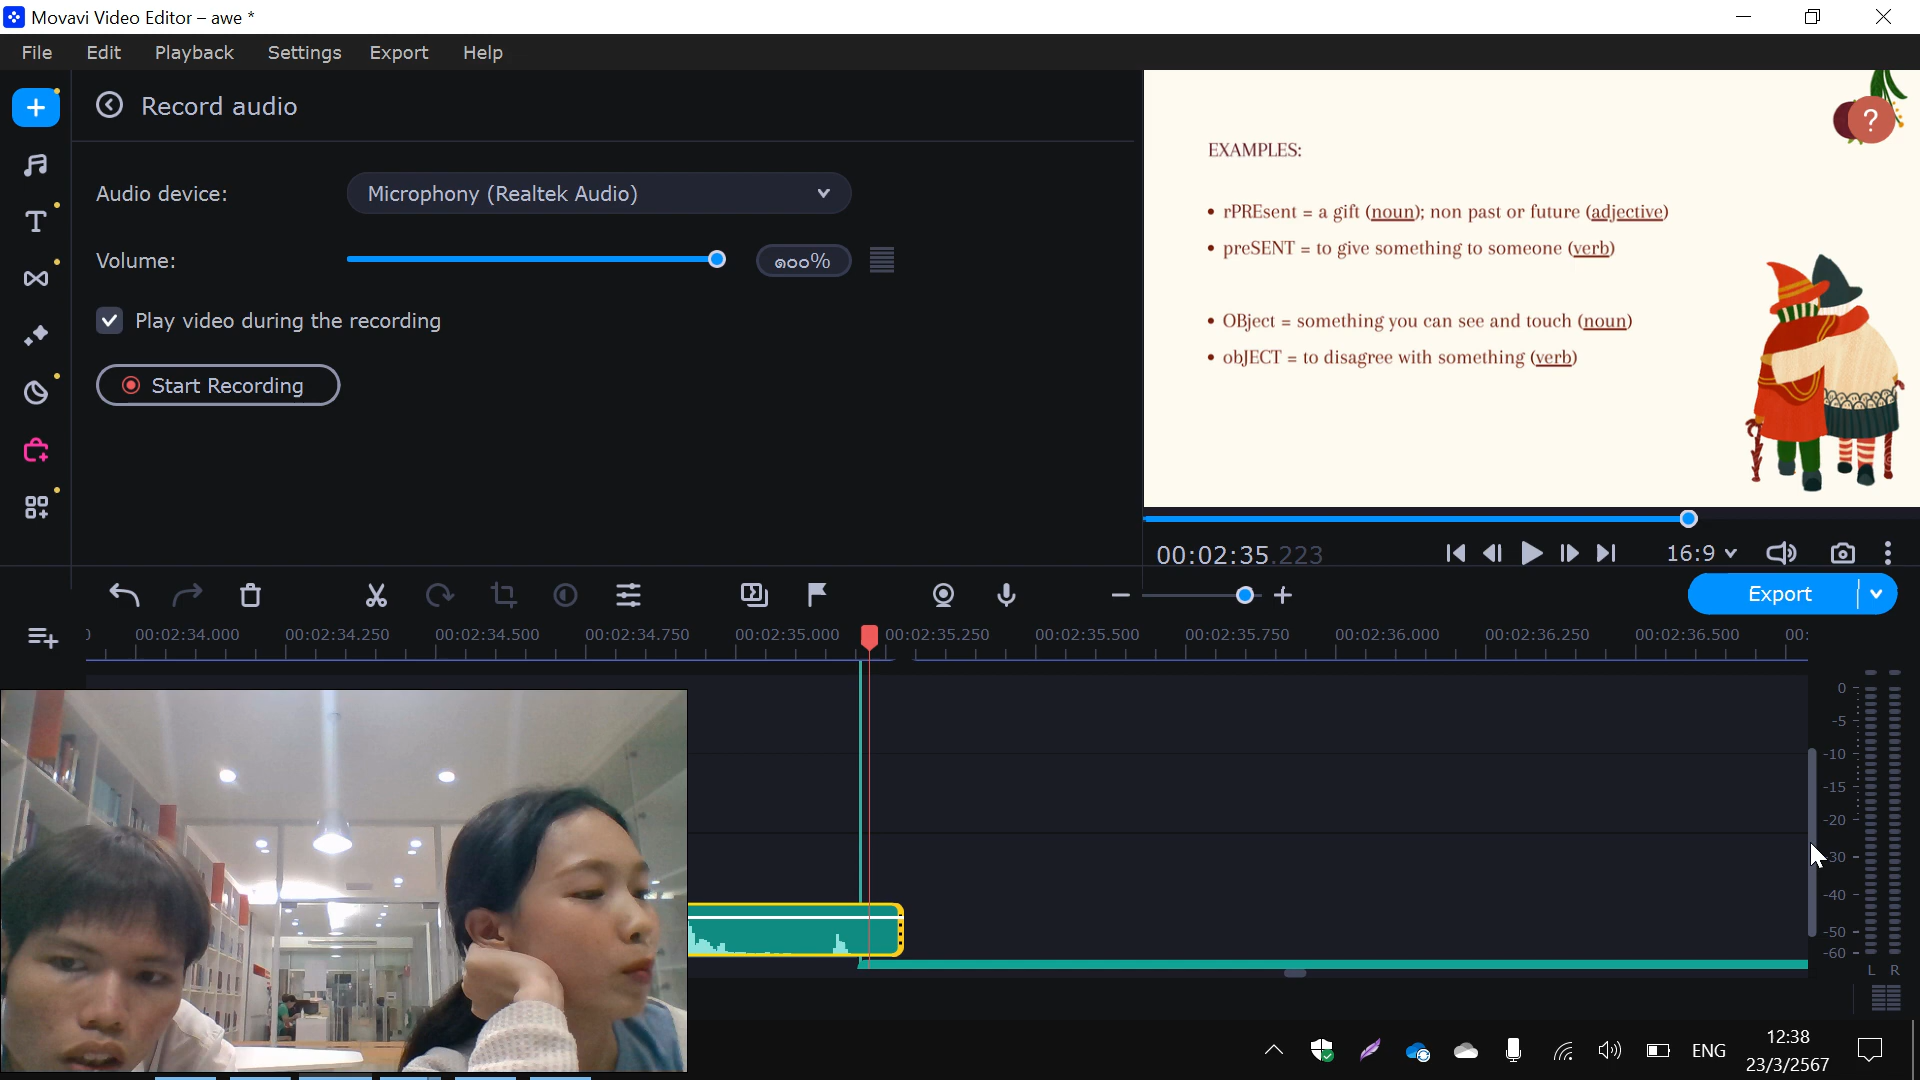 Movavi Video Editor – awe *
File Edit Playback Settings Export Help
Record audio
Audio device: Microphony (Realtek Audio)
Volume: ๑๐๐%
Play video during the recording
Start Recording
?
EXAMPLES:
• rPREsent = a gift (noun); non past or future (adjective)
• preSENT = to give something to someone (verb)
• OBject = something you can see and touch (noun)
• obJECT = to disagree with something (verb)
00:02:35.223
16:9
Export
00:02:34.000 00:02:34.250 00:02:34.500 00:02:34.750 00:02:35.000 00:02:35.250 00:02:35.500 00:02:35.750 00:02:36.000 00:02:36.250 00:02:36.500 00:
0
-5
-10
-15
-20
-30
-40
-50
-60
L R
ENG
12:38
23/3/2567